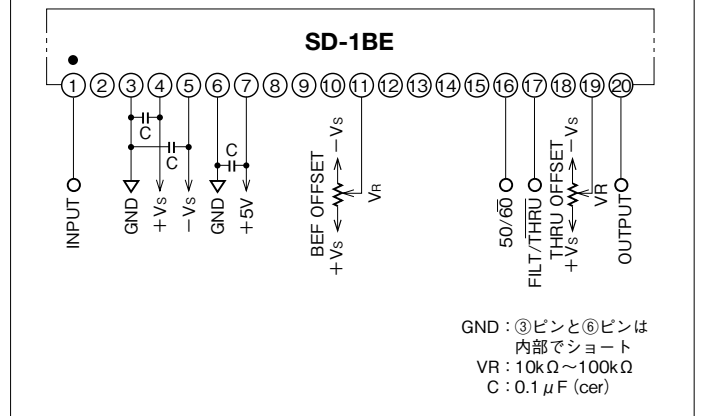 SD-1BE
① ② ③ ④ ⑤ ⑥ ⑦ ⑧ ⑨ ⑩ ⑪ ⑫ ⑬ ⑭ ⑮ ⑯ ⑰ ⑱ ⑲ ⑳
C
C
C
INPUT
GND
+Vs
−Vs
GND
+5V
BEF OFFSET
+Vs
−Vs
VR
50/6̅0̅
FILT/T̅H̅R̅U̅
THRU OFFSET
+Vs
−Vs
VR
OUTPUT
GND：③ピンと⑥ピンは
内部でショート
VR：10kΩ～100kΩ
C：0.1μF (cer)